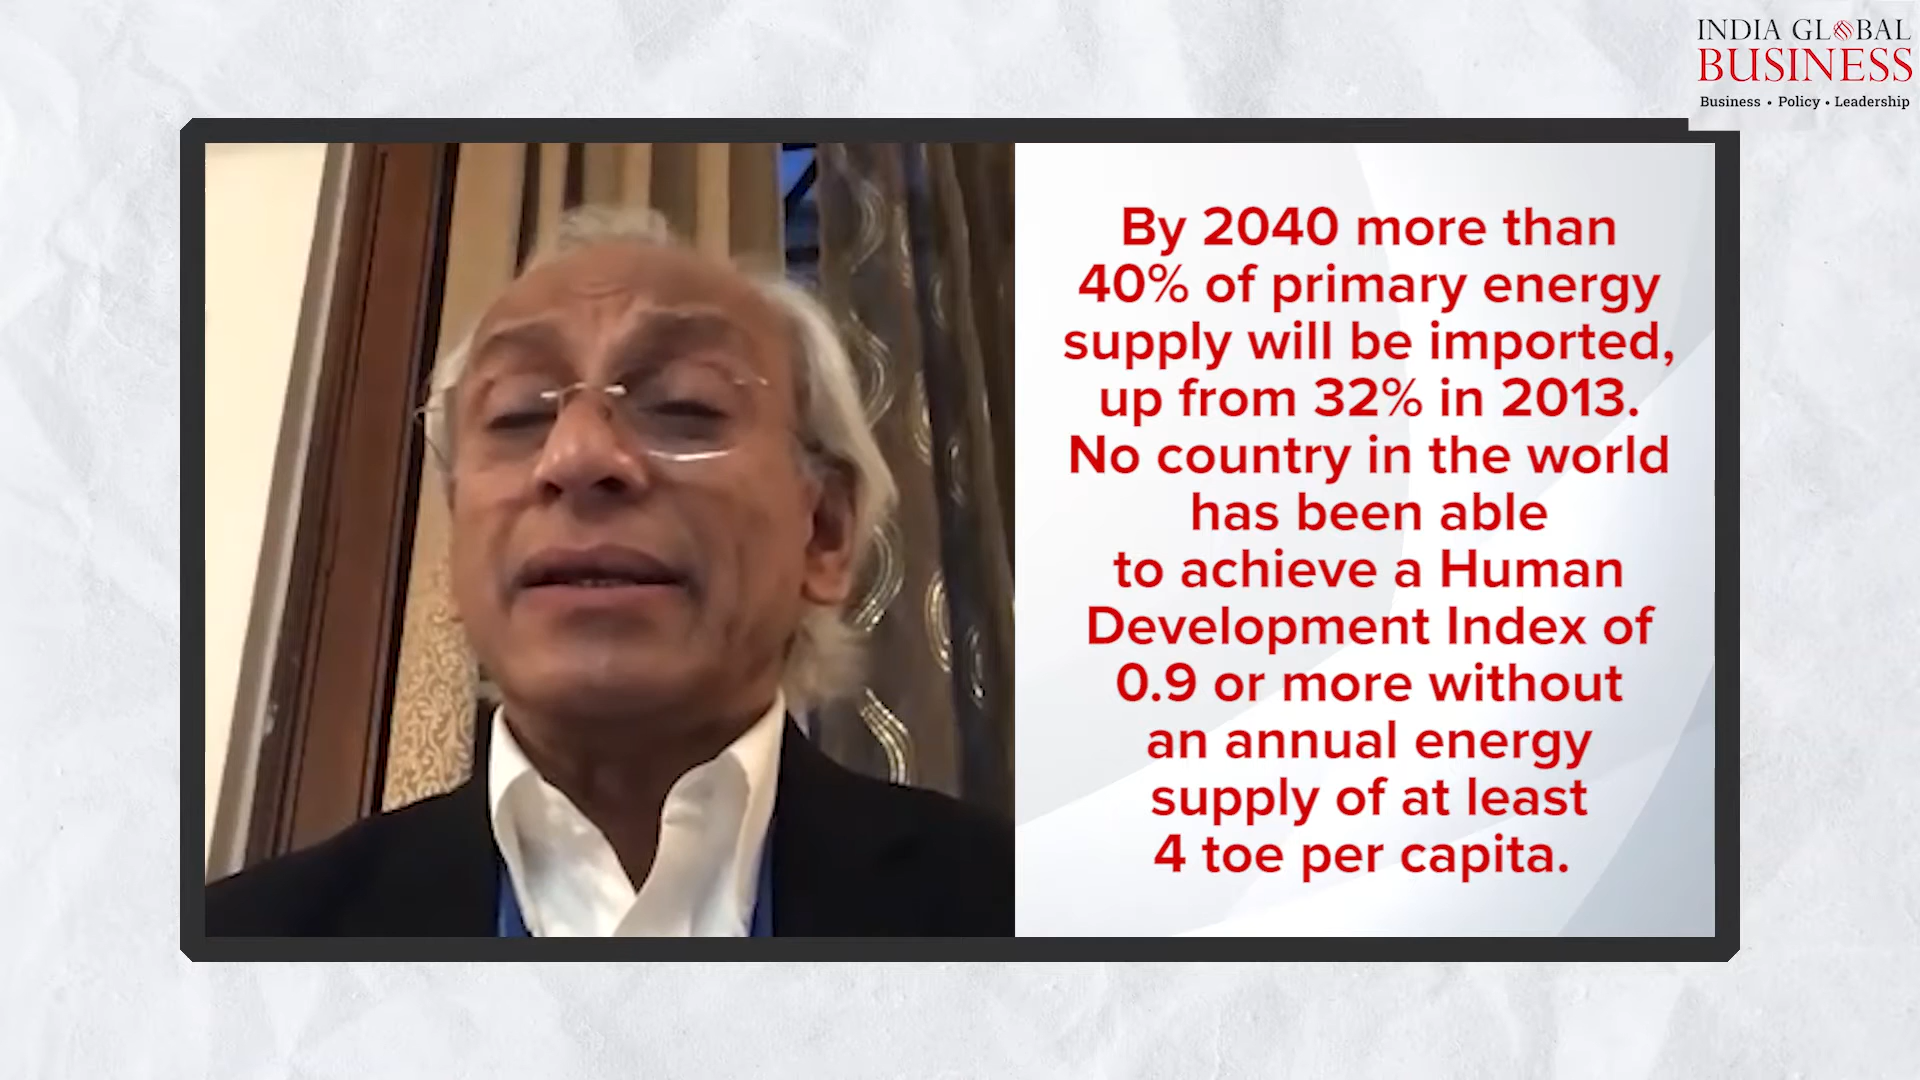 INDIA GLOBAL
BUSINESS
Business • Policy • Leadership
By 2040 more than
40% of primary energy
supply will be imported,
up from 32% in 2013.
No country in the world
has been able
to achieve a Human
Development Index of
0.9 or more without
an annual energy
supply of at least
4 toe per capita.